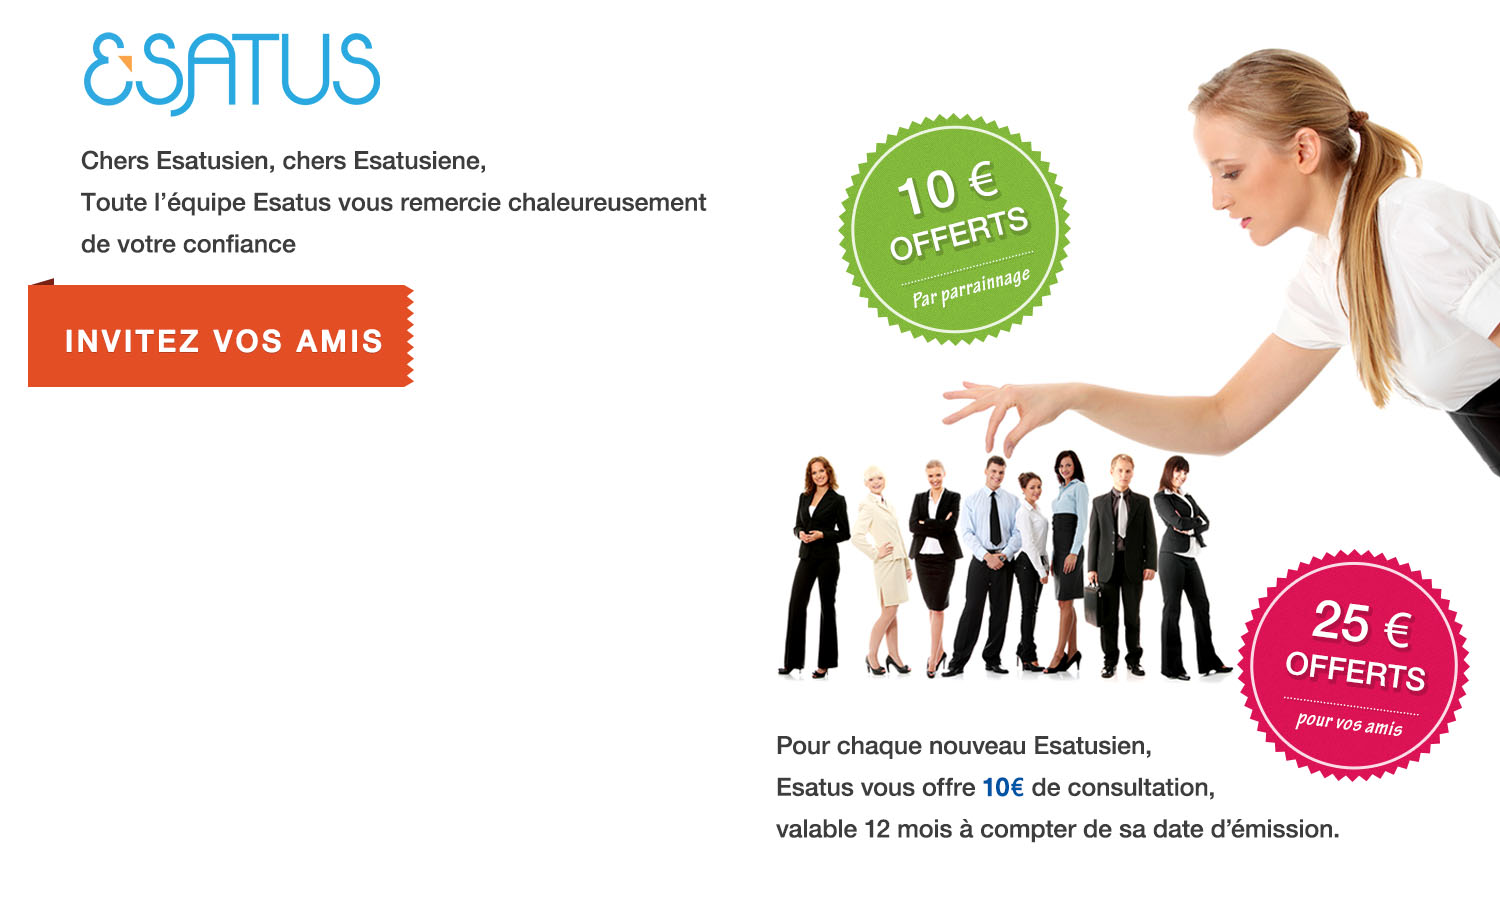 ESATUS
Chers Esatusien, chers Esatusiene,
Toute l’équipe Esatus vous remercie chaleureusement
de votre confiance
INVITEZ VOS AMIS
10 €
OFFERTS
Par parrainnage
25 €
OFFERTS
pour vos amis
Pour chaque nouveau Esatusien,
Esatus vous offre 10€ de consultation,
valable 12 mois à compter de sa date d’émission.